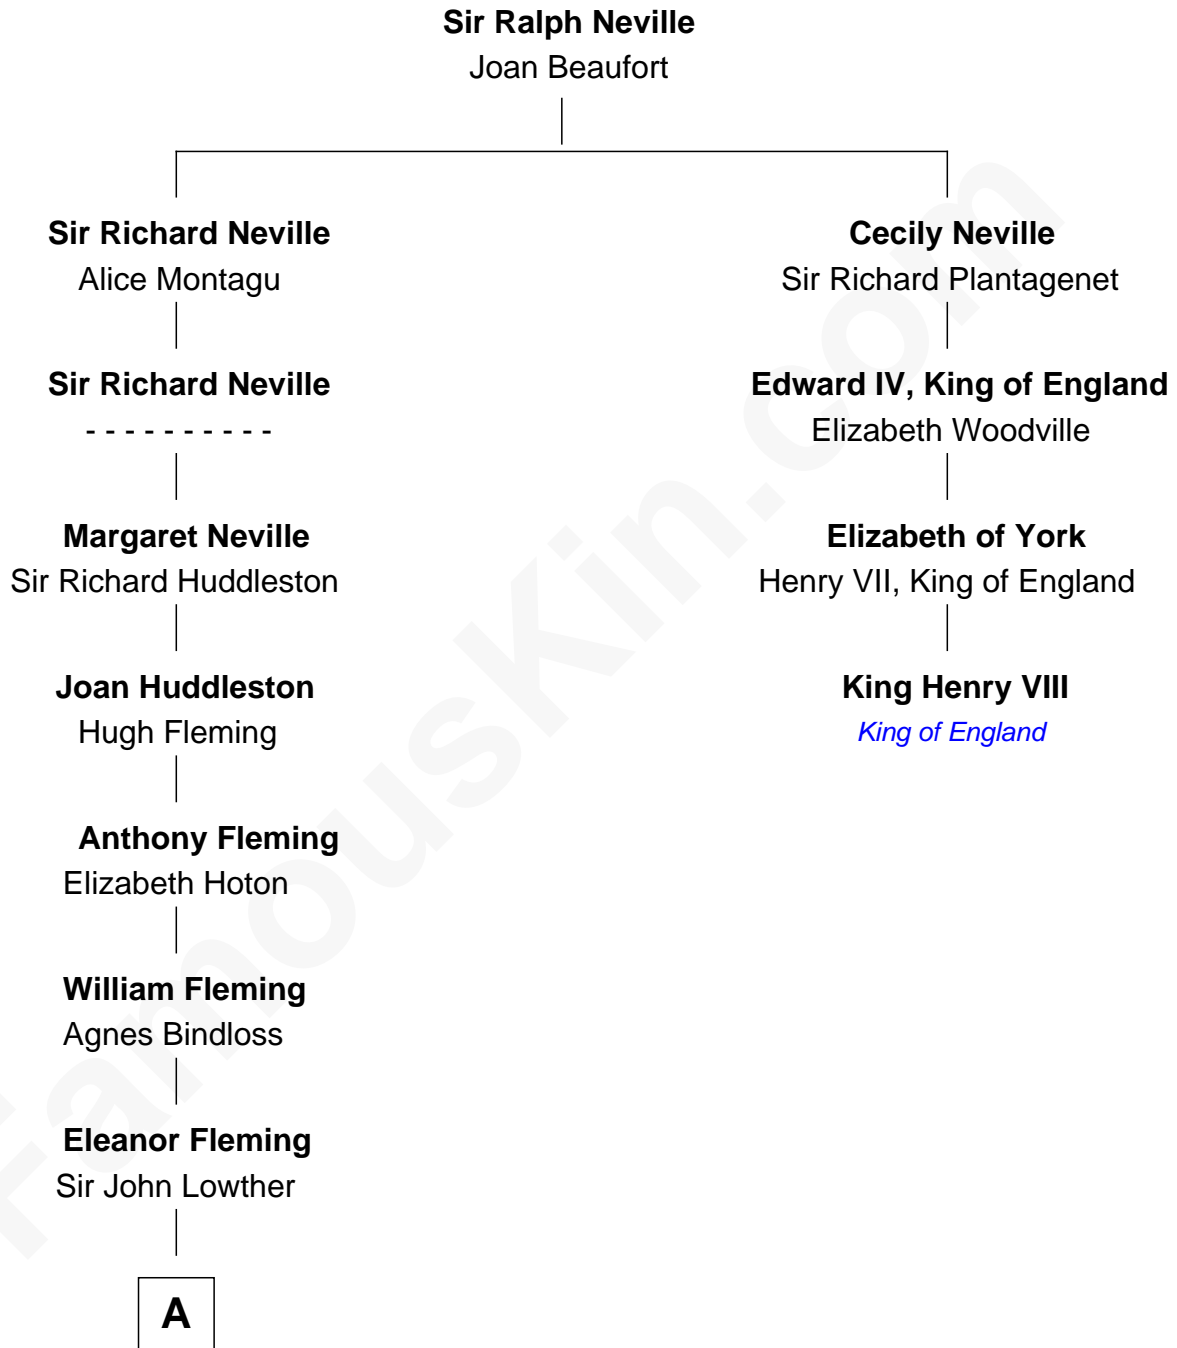 Sir Ralph Neville
Joan Beaufort
Sir Richard Neville
Alice Montagu
Cecily Neville
Sir Richard Plantagenet
Sir Richard Neville
- - - - - - - - - -
Edward IV, King of England
Elizabeth Woodville
Margaret Neville
Sir Richard Huddleston
Elizabeth of York
Henry VII, King of England
Joan Huddleston
Hugh Fleming
King Henry VIII
King of England
Anthony Fleming
Elizabeth Hoton
William Fleming
Agnes Bindloss
Eleanor Fleming
Sir John Lowther
A
FamousKin.com